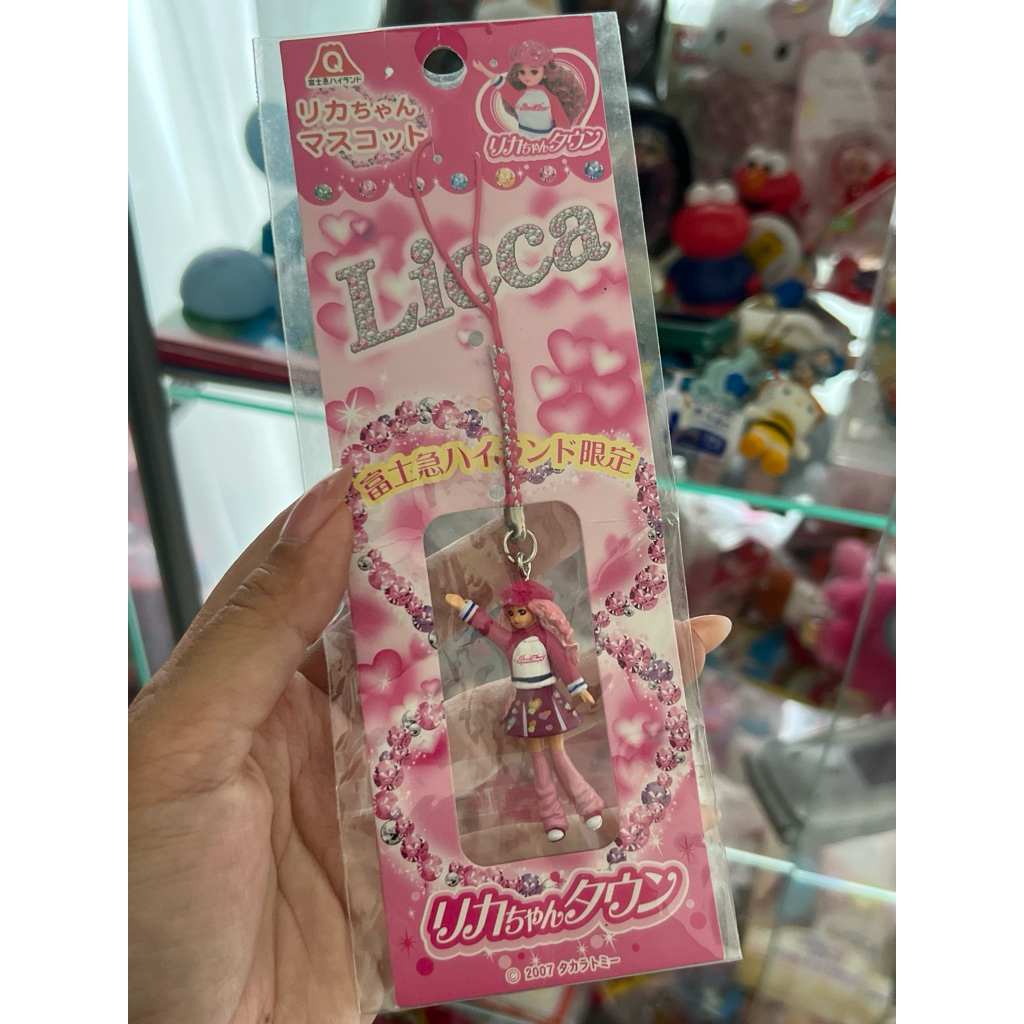 Q
富士急ハイランド
リカちゃん
マスコット
リカちゃんタウン
Licca
富士急ハイランド限定
リカちゃんタウン
© 2007 タカラトミー